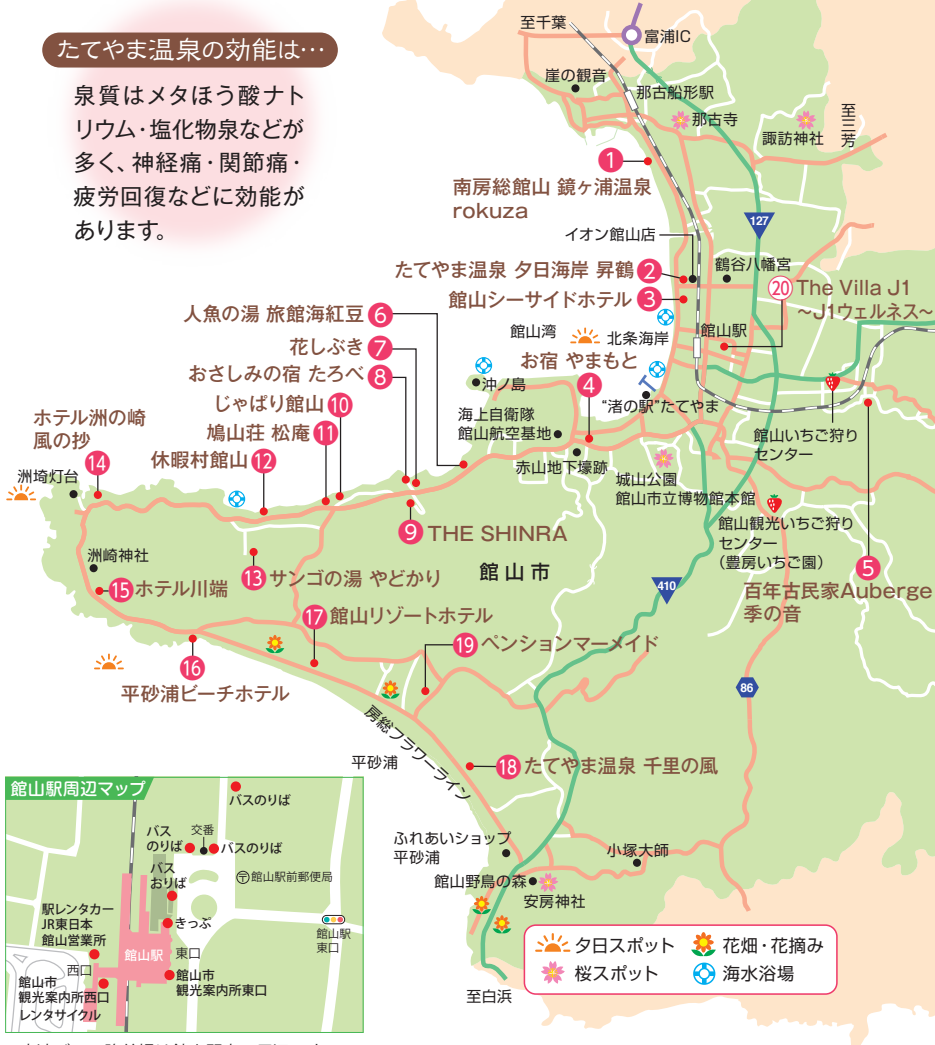 たてやま温泉の効能は…
泉質はメタほう酸ナト
リウム・塩化物泉などが
多く、神経痛・関節痛・
疲労回復などに効能が
あります。
至千葉
富浦IC
崖の観音
那古船形駅
那古寺
諏訪神社
至三芳
1
南房総館山 鏡ヶ浦温泉
rokuza
127
イオン館山店
たてやま温泉 夕日海岸 昇鶴 2
鶴谷八幡宮
館山シーサイドホテル 3
20 The Villa J1
〜J1ウェルネス〜
人魚の湯 旅館海紅豆 6
館山湾
北条海岸
館山駅
花しぶき 7
お宿 やまもと
4
おさしみの宿 たろべ 8
沖ノ島
"渚の駅"たてやま
じゃばり館山 10
海上自衛隊
館山航空基地
鳩山荘 松庵 11
休暇村館山 12
ホテル洲の崎
風の抄
14
洲埼灯台
赤山地下壕跡
城山公園
館山市立博物館本館
館山いちご狩り
センター
館山観光いちご狩り
センター
(豊房いちご園)
5
百年古民家Auberge
季の音
9 THE SHINRA
洲崎神社
13 サンゴの湯 やどかり
館山市
15 ホテル川端
410
17 館山リゾートホテル
19 ペンションマーメイド
16
平砂浦ビーチホテル
86
房総フラワーライン
平砂浦
18 たてやま温泉 千里の風
ふれあいショップ
平砂浦
小塚大師
館山野鳥の森
安房神社
至白浜
夕日スポット
花畑・花摘み
桜スポット
海水浴場
館山駅周辺マップ
バスのりば
バス
のりば
交番
バスのりば
バス
おりば
〒館山駅前郵便局
駅レンタカー
JR東日本
館山営業所
きっぷ
館山駅
東口
館山駅
東口
西口
館山市
観光案内所西口
レンタサイクル
館山市
観光案内所東口